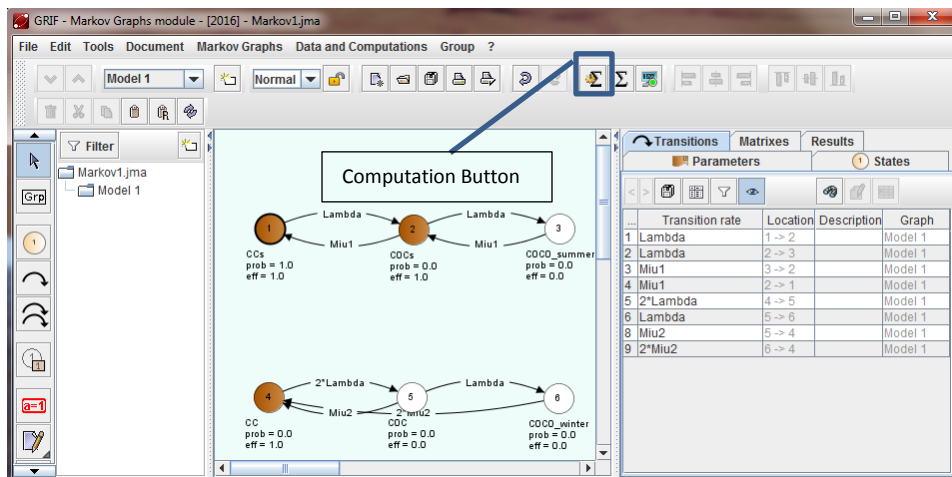 GRIF - Markov Graphs module - [2016] - Markov1.jma
File Edit Tools Document Markov Graphs Data and Computations Group ?
Model 1 Normal
Filter
Markov1.jma
Model 1
Grp
1
1
a=1
Computation Button
Lambda Lambda
1 2 3
Miu1 Miu1
CCs COCs COCO_summer
prob = 1.0 prob = 0.0 prob = 0.0
eff = 1.0 eff = 1.0 eff = 0.0
2*Lambda Lambda
4 5 6
Miu2 2*Miu2
CC COC COCO_winter
prob = 0.0 prob = 0.0 prob = 0.0
eff = 1.0 eff = 0.0 eff = 0.0
Transitions Matrixes Results
Parameters 1 States
... Transition rate Location Description Graph
1 Lambda 1 -> 2 Model 1
2 Lambda 2 -> 3 Model 1
3 Miu1 3 -> 2 Model 1
4 Miu1 2 -> 1 Model 1
5 2*Lambda 4 -> 5 Model 1
6 Lambda 5 -> 6 Model 1
8 Miu2 5 -> 4 Model 1
9 2*Miu2 6 -> 4 Model 1